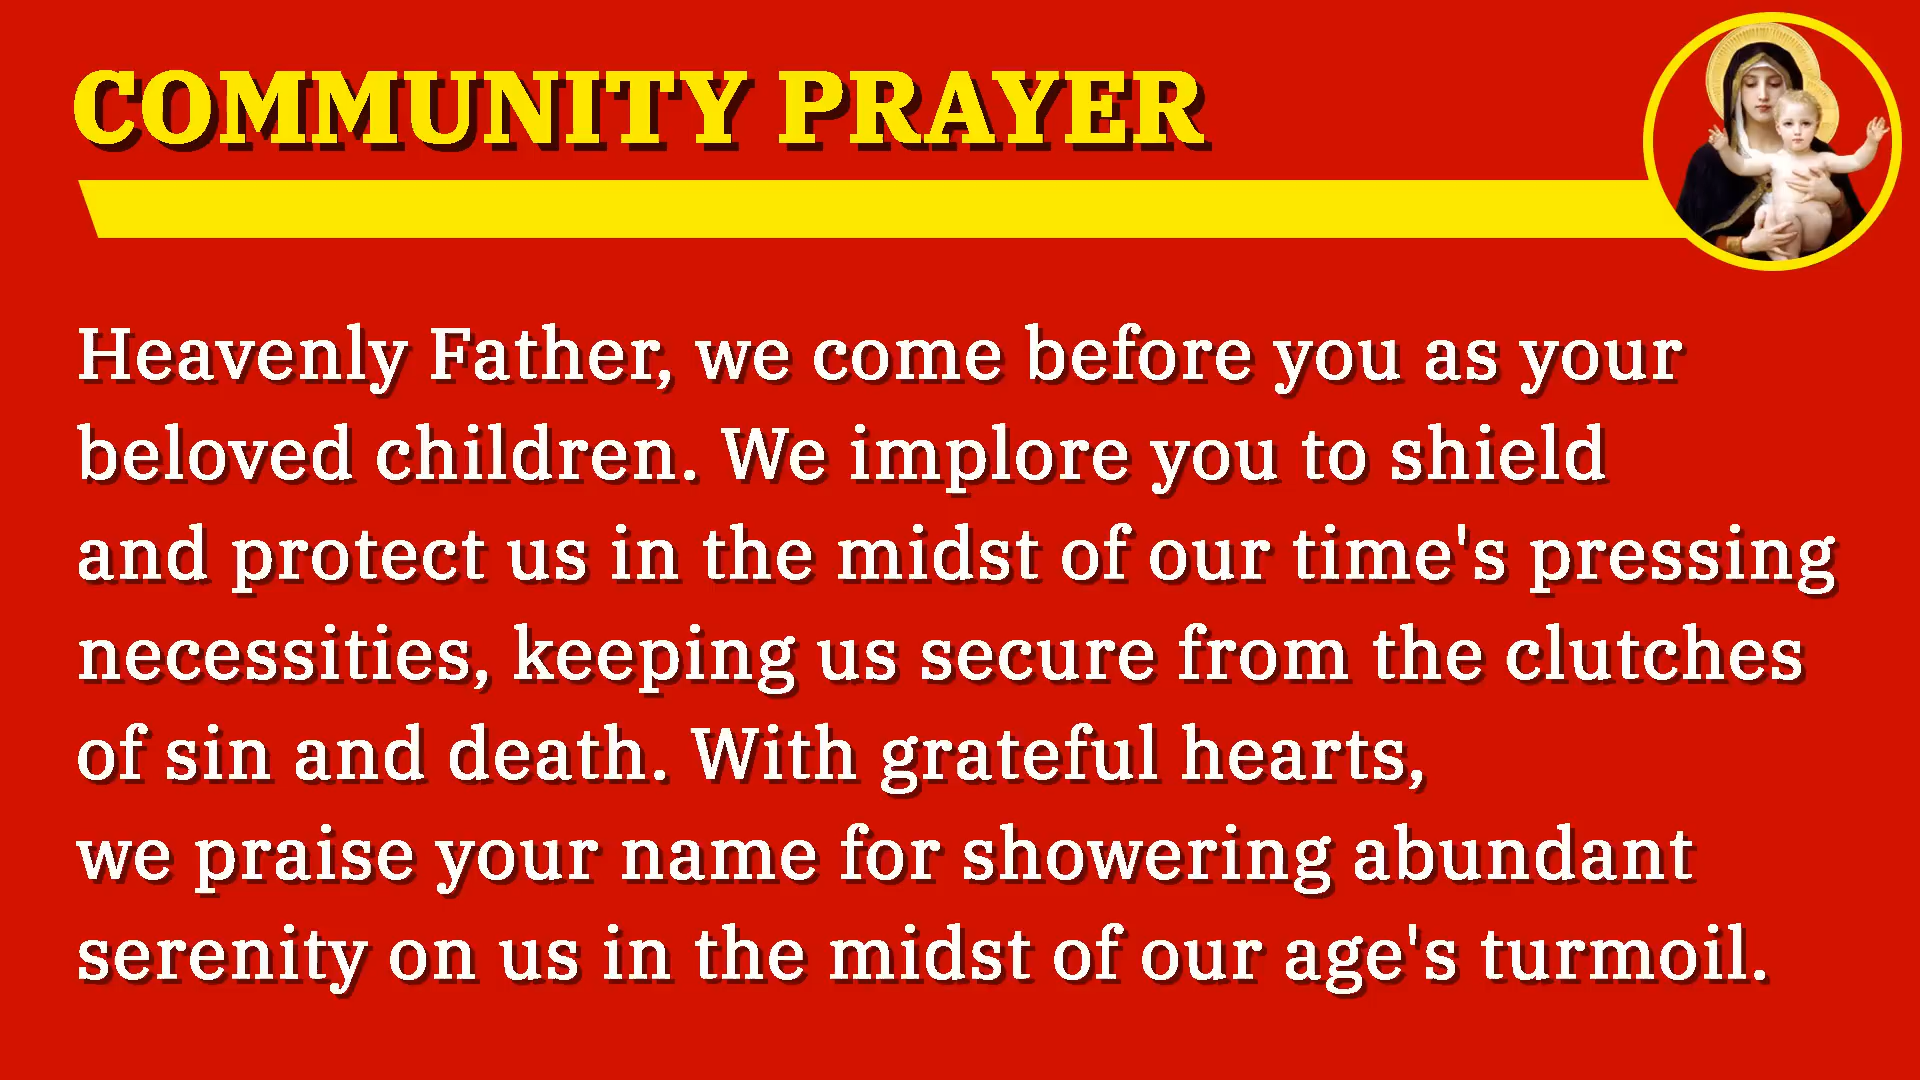 COMMUNITY PRAYER
Heavenly Father, we come before you as your
beloved children. We implore you to shield
and protect us in the midst of our time's pressing
necessities, keeping us secure from the clutches
of sin and death. With grateful hearts,
we praise your name for showering abundant
serenity on us in the midst of our age's turmoil.